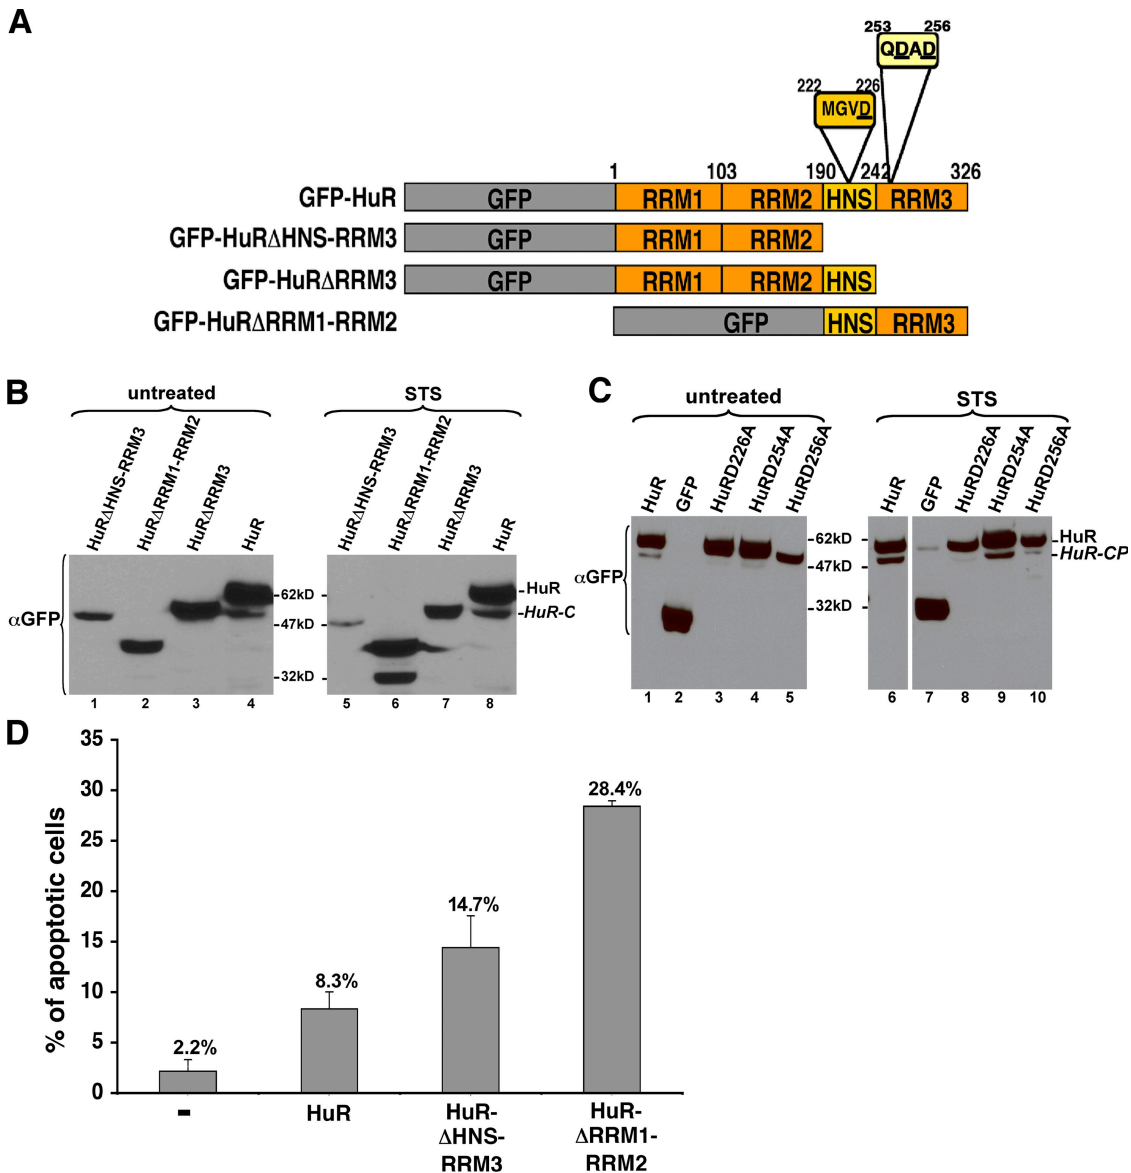 A
253 256
QDAD
222 226
MGVD
1 103 190 242 326
GFP-HuR GFP RRM1 RRM2 HNS RRM3
GFP-HuRΔHNS-RRM3 GFP RRM1 RRM2
GFP-HuRΔRRM3 GFP RRM1 RRM2 HNS
GFP-HuRΔRRM1-RRM2 GFP HNS RRM3
B
untreated STS
HuRΔHNS-RRM3
HuRΔRRM1-RRM2
HuRΔRRM3
HuR
HuRΔHNS-RRM3
HuRΔRRM1-RRM2
HuRΔRRM3
HuR
αGFP
-62kD
-47kD
-32kD
-HuR
-HuR-C
1 2 3 4 5 6 7 8
C
untreated STS
HuR
GFP
HuRD226A
HuRD254A
HuRD256A
HuR
GFP
HuRD226A
HuRD254A
HuRD256A
αGFP
-62kD
-47kD
-32kD
-HuR
-HuR-CP
1 2 3 4 5 6 7 8 9 10
D
% of apoptotic cells
35
30
25
20
15
10
5
0
2.2%
8.3%
14.7%
28.4%
-
HuR
HuR-
ΔHNS-
RRM3
HuR-
ΔRRM1-
RRM2